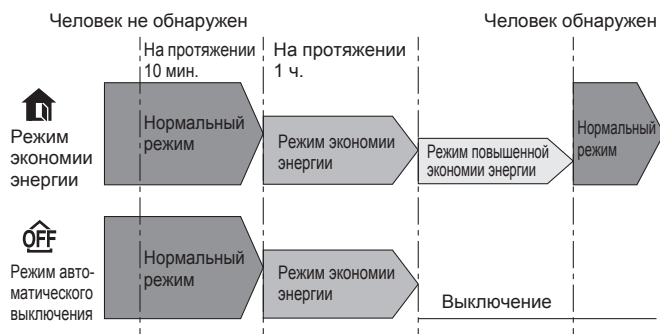 Человек не обнаружен
Человек обнаружен
На протяжении
10 мин.
На протяжении
1 ч.
Режим
экономии
энергии
Нормальный
режим
Режим экономии
энергии
Режим повышенной
экономии энергии
Нормальный
режим
OFF
Режим авто-
матического
выключения
Нормальный
режим
Режим экономии
энергии
Выключение